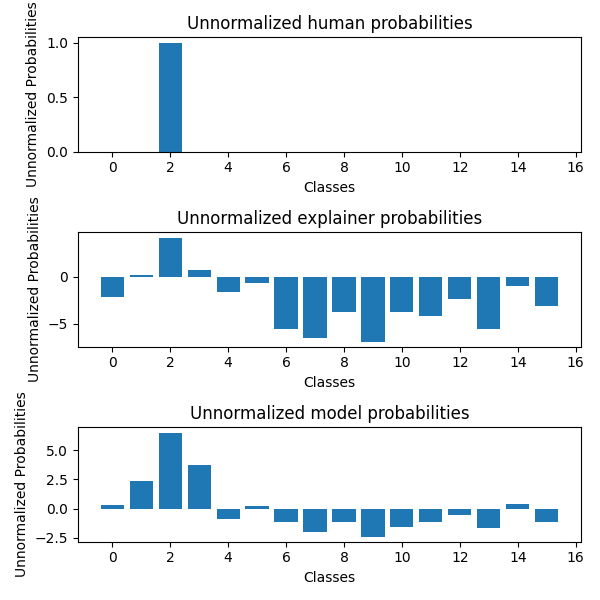 Unnormalized human probabilities
Unnormalized Probabilities
1.0
0.5
0.0
0 2 4 6 8 10 12 14 16
Classes
Unnormalized explainer probabilities
Unnormalized Probabilities
0
−5
0 2 4 6 8 10 12 14 16
Classes
Unnormalized model probabilities
Unnormalized Probabilities
5.0
2.5
0.0
−2.5
0 2 4 6 8 10 12 14 16
Classes